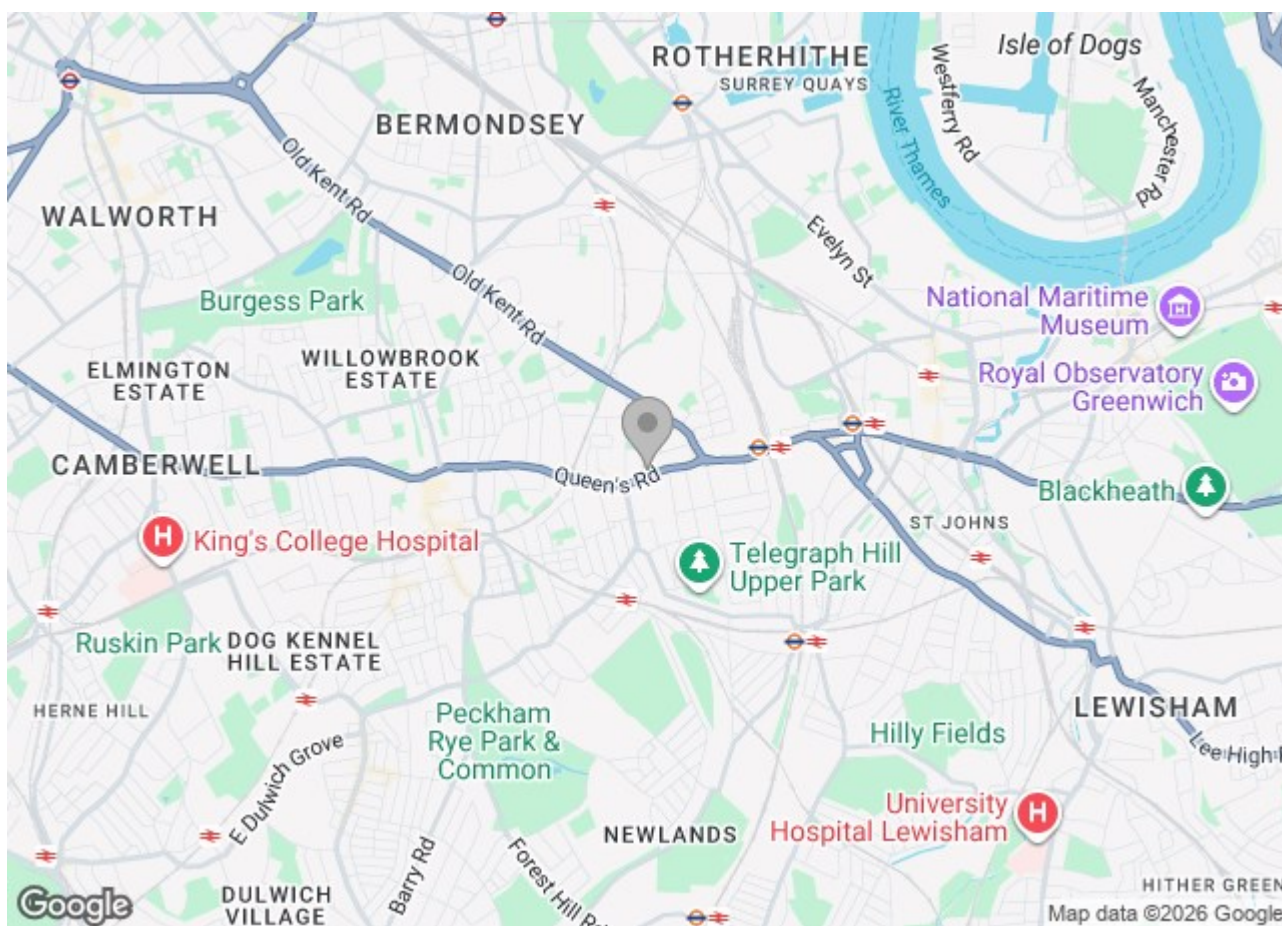 Isle of Dogs
ROTHERHITHE
SURREY QUAYS
Westferry Rd
Manchester Rd
River Thames
BERMONDSEY
Old Kent Rd
WALWORTH
Evelyn St
Old Kent Rd
Burgess Park
National Maritime
Museum
WILLOWBROOK
ESTATE
ELMINGTON
ESTATE
Royal Observatory
Greenwich
CAMBERWELL
Queen's Rd
Blackheath
ST JOHNS
H
King's College Hospital
Telegraph Hill
Upper Park
Ruskin Park
DOG KENNEL
HILL ESTATE
HERNE HILL
Peckham
Rye Park &
Common
LEWISHAM
Hilly Fields
Lee High
E Dulwich Grove
University
Hospital Lewisham
H
NEWLANDS
Barry Rd
Forest Hill Rd
DULWICH
VILLAGE
HITHER GREEN
Google
Map data ©2026 Google